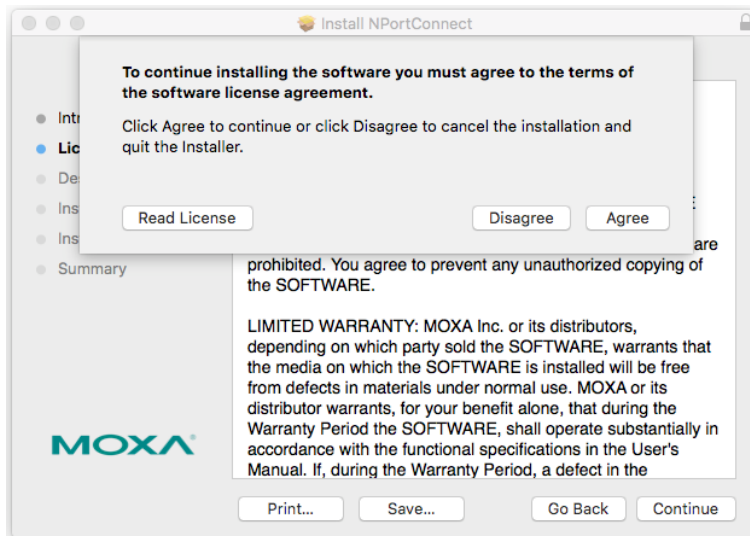 Install NPortConnect
To continue installing the software you must agree to the terms of
the software license agreement.
Click Agree to continue or click Disagree to cancel the installation and
quit the Installer.
Read License
Disagree
Agree
Lic
De
Ins
Ins
Summary
are
prohibited. You agree to prevent any unauthorized copying of
the SOFTWARE.
LIMITED WARRANTY: MOXA Inc. or its distributors,
depending on which party sold the SOFTWARE, warrants that
the media on which the SOFTWARE is installed will be free
from defects in materials under normal use. MOXA or its
distributor warrants, for your benefit alone, that during the
Warranty Period the SOFTWARE, shall operate substantially in
accordance with the functional specifications in the User's
Manual. If, during the Warranty Period, a defect in the
MOXA
Print...
Save...
Go Back
Continue